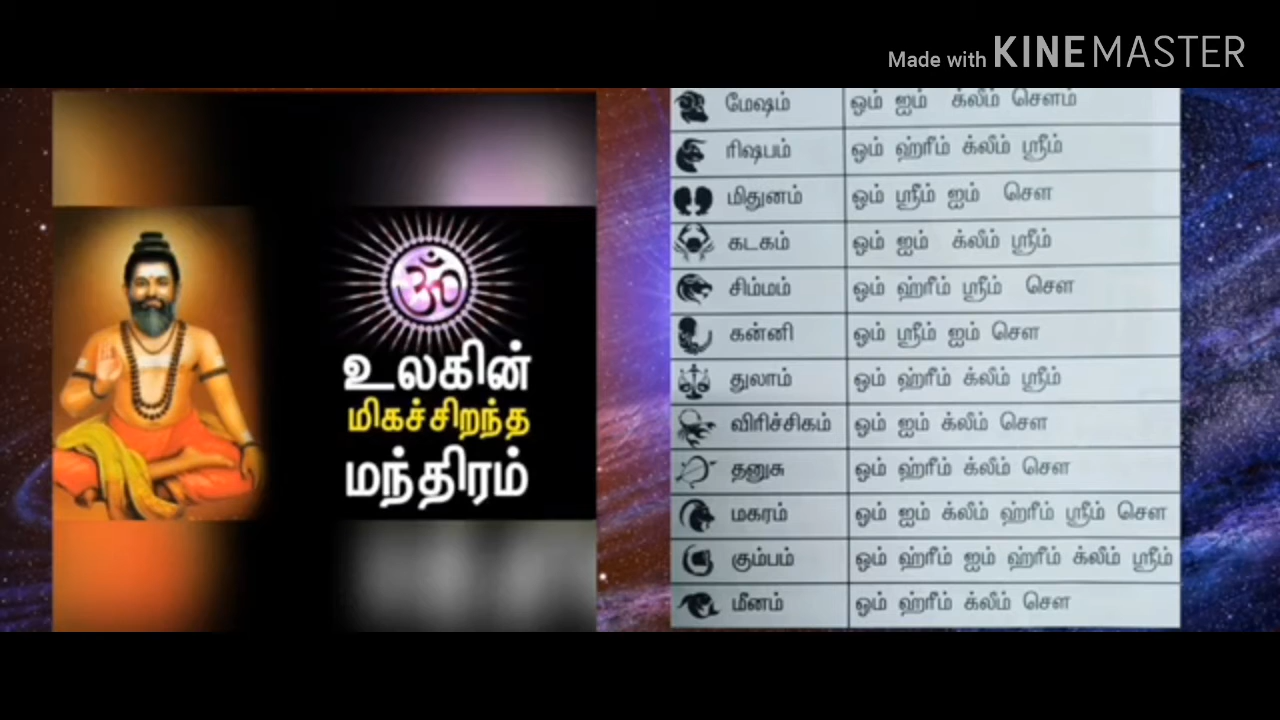 Made with KINEMASTER
உலகின்
மிகச்சிறந்த
மந்திரம்
மேஷம் ஓம் ஐம் க்லீம் சௌம்
ரிஷபம் ஓம் ஹ்ரீம் க்லீம் ஸ்ரீம்
மிதுனம் ஓம் ஸ்ரீம் ஐம் சௌ
கடகம் ஓம் ஐம் க்லீம் ஸ்ரீம்
சிம்மம் ஓம் ஹ்ரீம் ஸ்ரீம் சௌ
கன்னி ஓம் ஸ்ரீம் ஐம் சௌ
துலாம் ஓம் ஹ்ரீம் க்லீம் ஸ்ரீம்
விரிச்சிகம் ஓம் ஐம் க்லீம் சௌ
தனுசு ஓம் ஹ்ரீம் க்லீம் சௌ
மகரம் ஓம் ஐம் க்லீம் ஹ்ரீம் ஸ்ரீம் சௌ
கும்பம் ஓம் ஹ்ரீம் ஐம் ஹ்ரீம் க்லீம் ஸ்ரீம்
மீனம் ஓம் ஹ்ரீம் க்லீம் சௌ